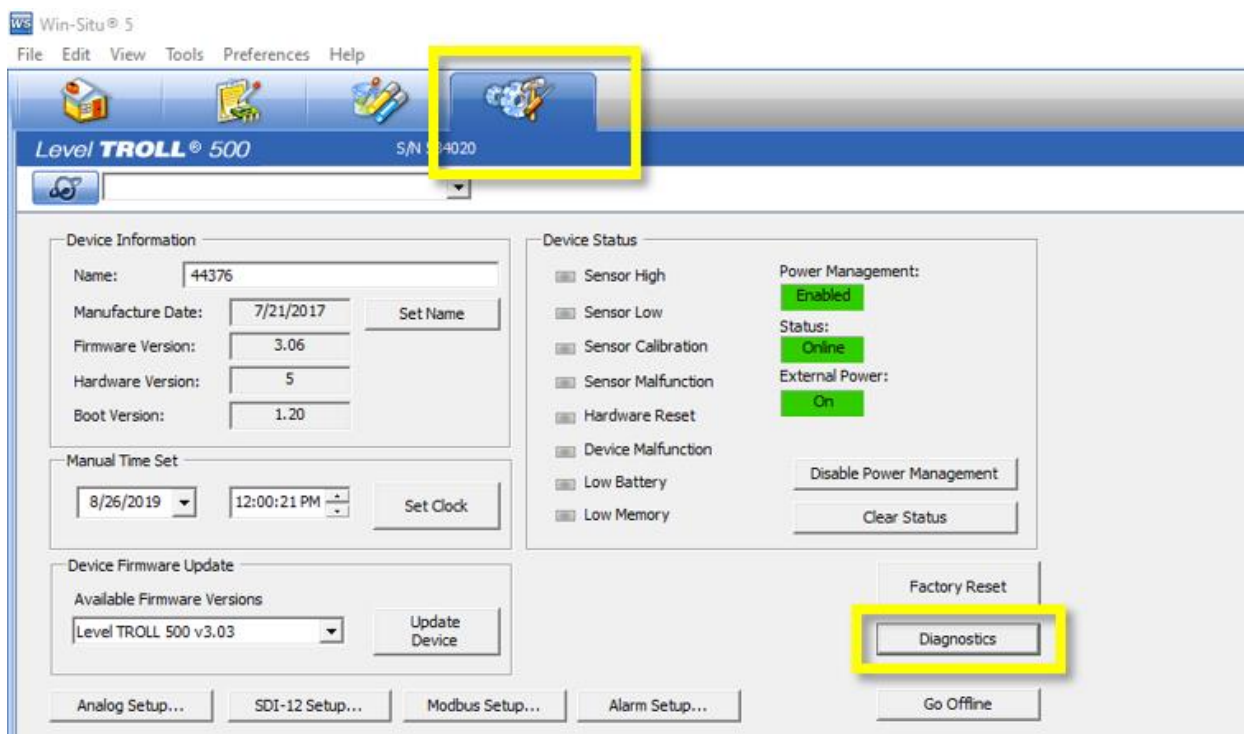 WS Win-Situ® 5
File Edit View Tools Preferences Help
Level TROLL® 500 S/N
Device Information
Name: 44376
Manufacture Date: 7/21/2017 Set Name
Firmware Version: 3.06
Hardware Version: 5
Boot Version: 1.20
Manual Time Set
8/26/2019 12:00:21 PM Set Clock
Device Firmware Update
Available Firmware Versions
Level TROLL 500 v3.03
Update
Device
Device Status
Sensor High
Sensor Low
Sensor Calibration
Sensor Malfunction
Hardware Reset
Device Malfunction
Low Battery
Low Memory
Power Management:
Enabled
Status:
Online
External Power:
On
Disable Power Management
Clear Status
Factory Reset
Diagnostics
Analog Setup... SDI-12 Setup... Modbus Setup... Alarm Setup... Go Offline